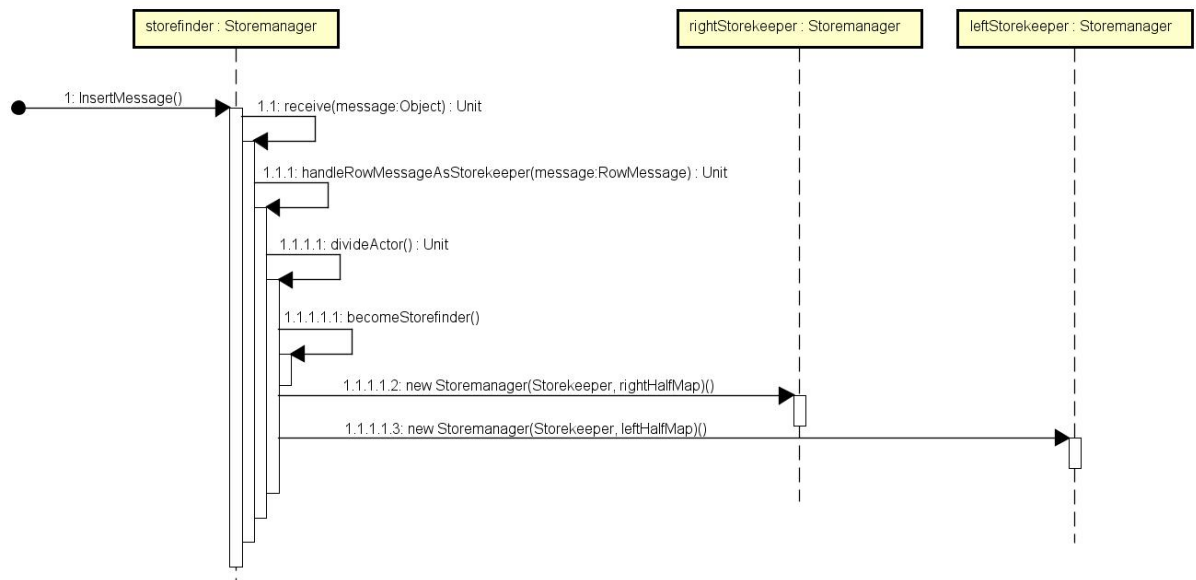 storefinder : Storemanager
rightStorekeeper : Storemanager
leftStorekeeper : Storemanager
1: InsertMessage()
1.1: receive(message:Object) : Unit
1.1.1: handleRowMessageAsStorekeeper(message:RowMessage) : Unit
1.1.1.1: divideActor() : Unit
1.1.1.1.1: becomeStorefinder()
1.1.1.1.2: new Storemanager(Storekeeper, rightHalfMap)()
1.1.1.1.3: new Storemanager(Storekeeper, leftHalfMap)()